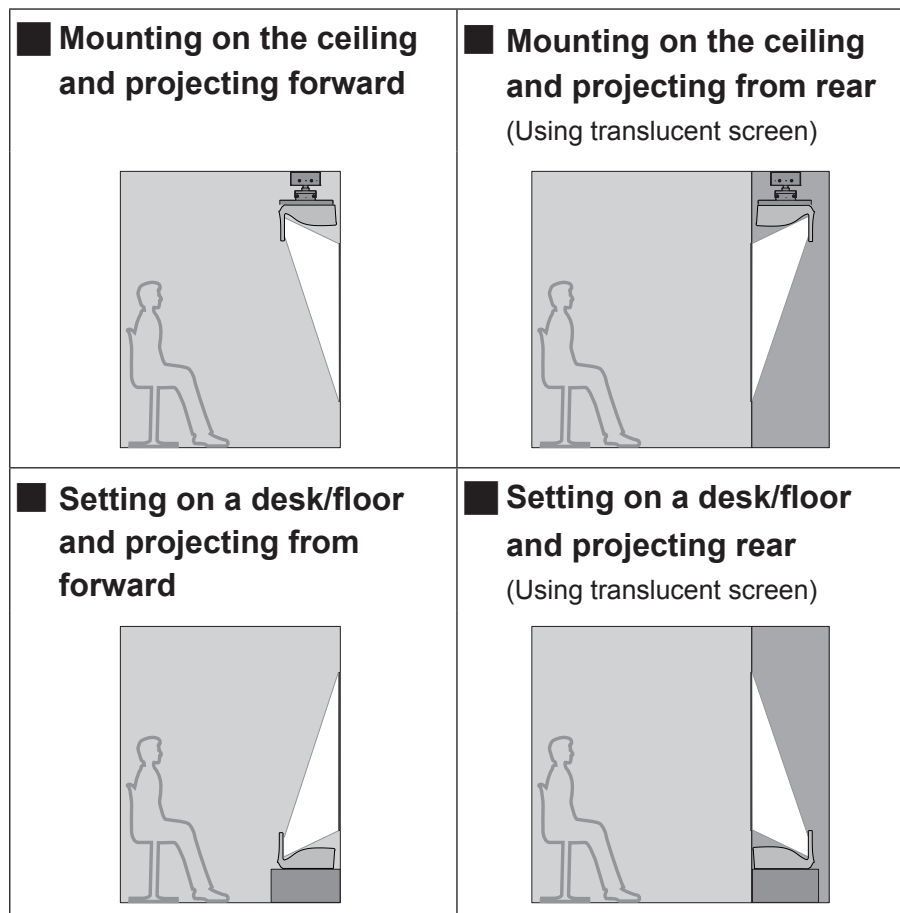 Mounting on the ceiling
and projecting forward
Mounting on the ceiling
and projecting from rear
(Using translucent screen)
Setting on a desk/floor
and projecting from
forward
Setting on a desk/floor
and projecting rear
(Using translucent screen)